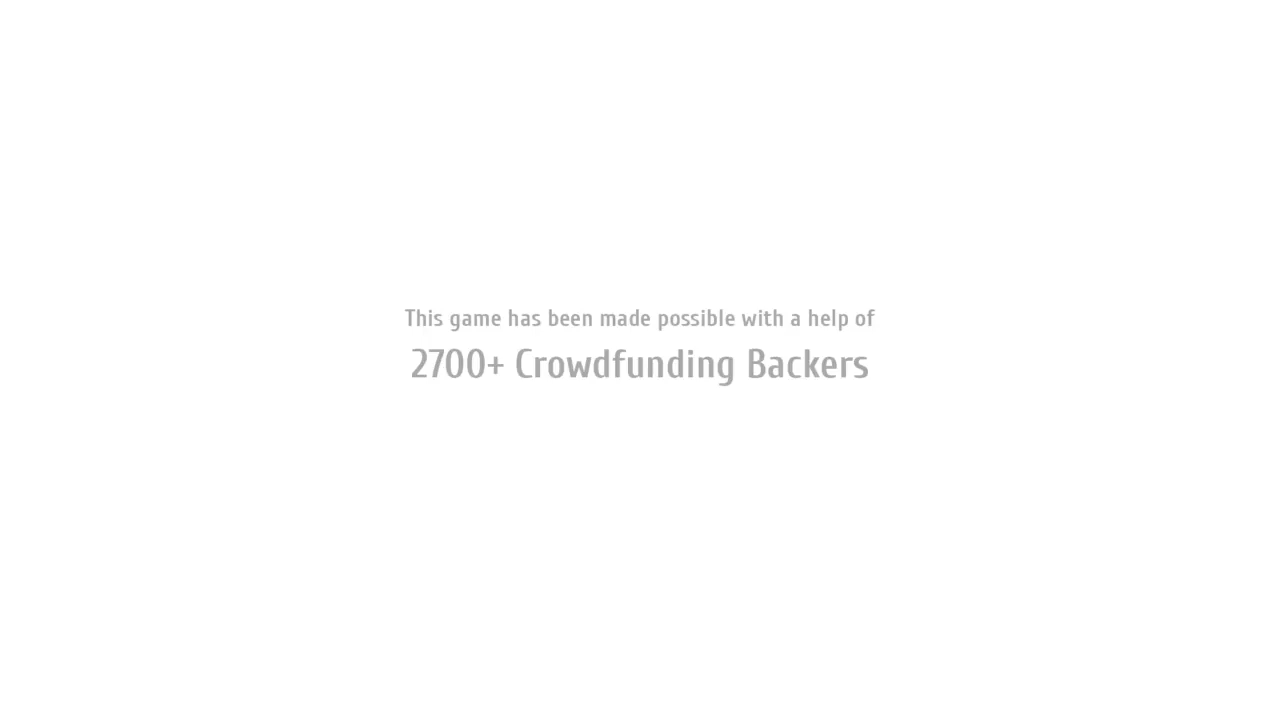 This game has been made possible with a help of
2700+ Crowdfunding Backers